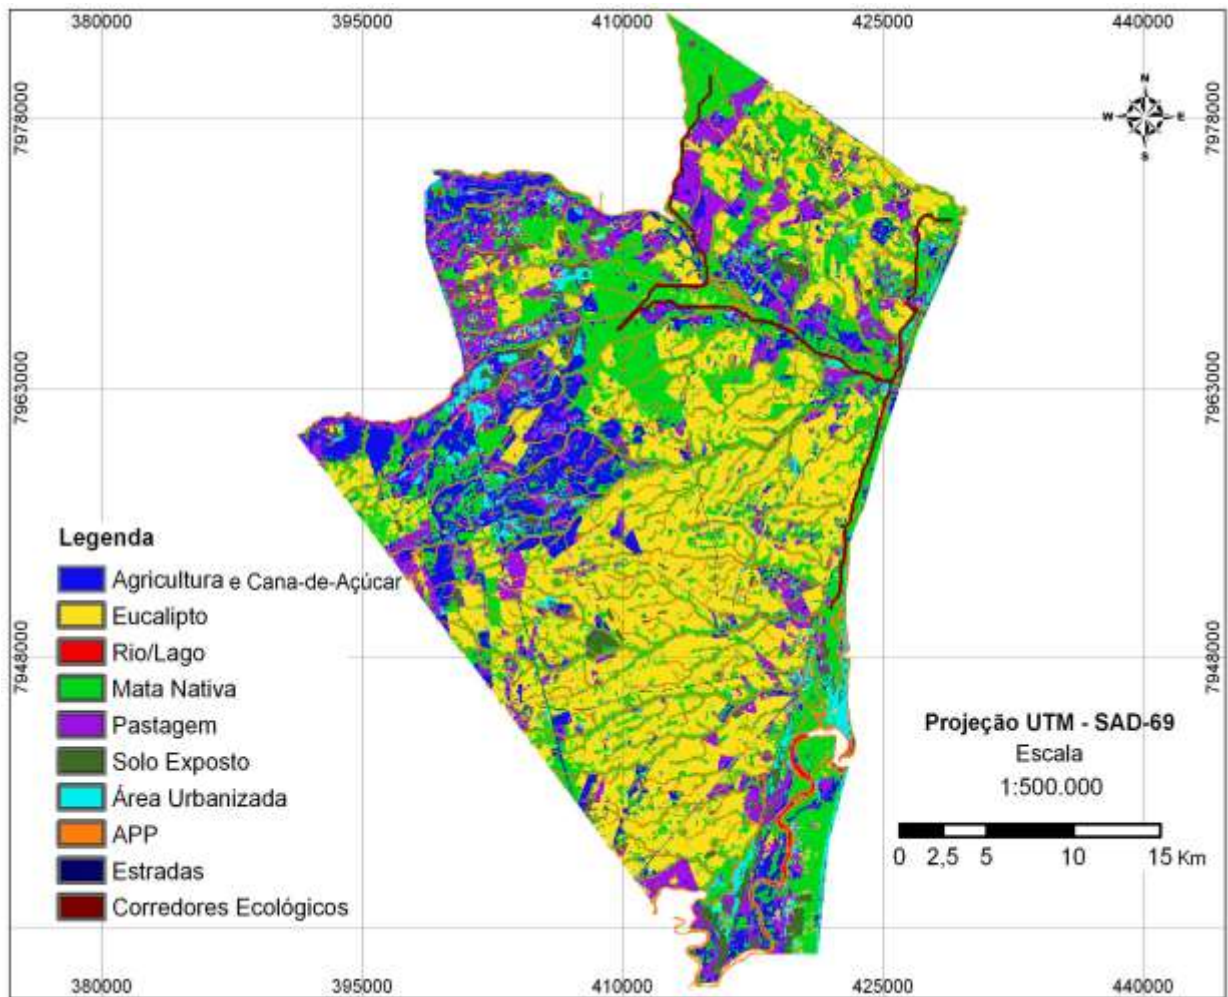 380000 395000 410000 425000 440000
7978000 7978000
N
W E
S
7963000 7963000
Legenda
Agricultura e Cana-de-Açúcar
Eucalipto
Rio/Lago
Mata Nativa
Pastagem
Solo Exposto
Área Urbanizada
APP
Estradas
Corredores Ecológicos
7948000 7948000
Projeção UTM - SAD-69
Escala
1:500.000
0 2,5 5 10 15 Km
380000 395000 410000 425000 440000